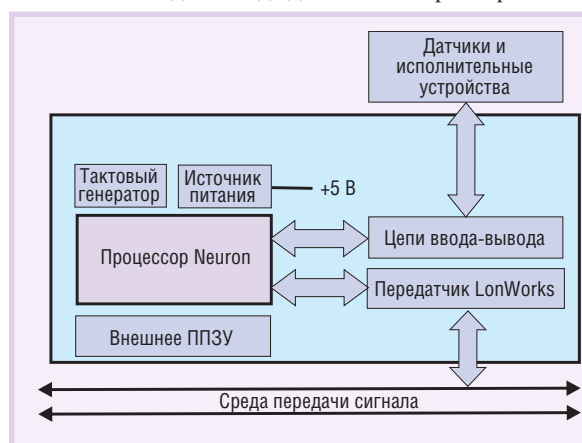 Датчики и
исполнительные
устройства
Тактовый
генератор
Источник
питания
+5 В
Процессор Neuron
Цепи ввода-вывода
Передатчик LonWorks
Внешнее ППЗУ
Среда передачи сигнала